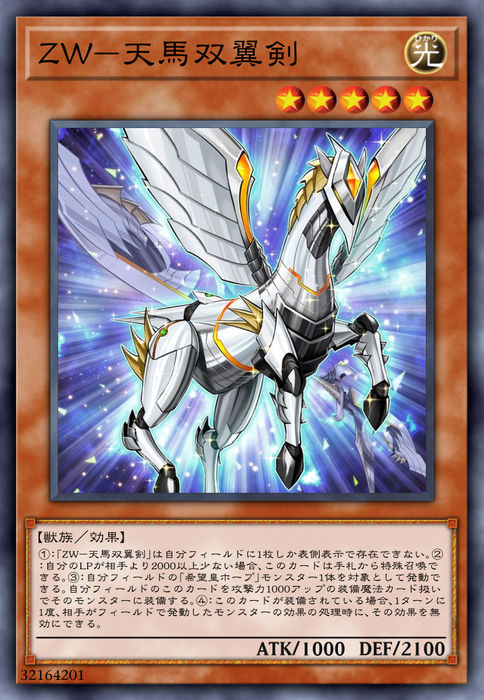 ZW－天馬双翼剣
ひかり
光
【獣族／効果】
①：「ZW－天馬双翼剣」は自分フィールドに1枚しか表側表示で存在できない。②
：自分のLPが相手より2000以上少ない場合、このカードは手札から特殊召喚で
きる。③：自分フィールドの「希望皇ホープ」モンスター1体を対象として発動で
きる。自分フィールドのこのカードを攻撃力1000アップの装備魔法カード扱い
でそのモンスターに装備する。④：このカードが装備されている場合、1ターンに
1度、相手がフィールドで発動したモンスターの効果の処理時に、その効果を無
効にできる。
ATK/1000 DEF/2100
32164201